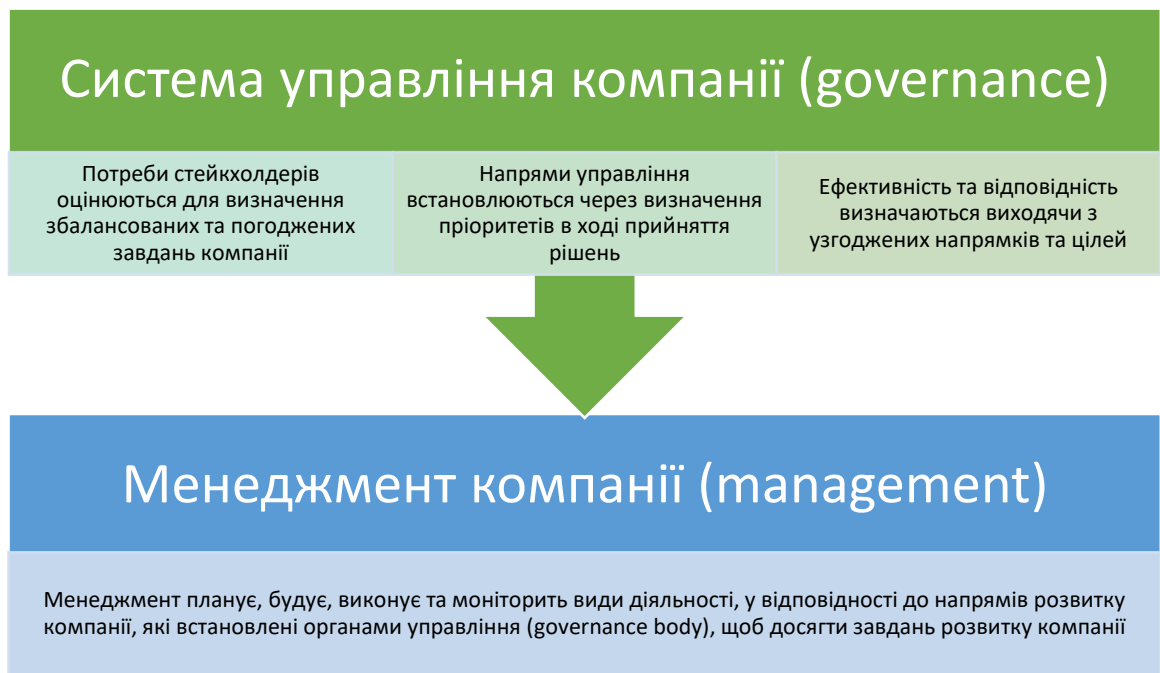 Система управління компанії (governance)
Потреби стейкхолдерів
оцінюються для визначення
збалансованих та погоджених
завдань компанії
Напрями управління
встановлюються через визначення
пріоритетів в ході прийняття
рішень
Ефективність та відповідність
визначаються виходячи з
узгоджених напрямків та цілей
Менеджмент компанії (management)
Менеджмент планує, будує, виконує та моніторить види діяльності, у відповідності до напрямів розвитку
компанії, які встановлені органами управління (governance body), щоб досягти завдань розвитку компанії